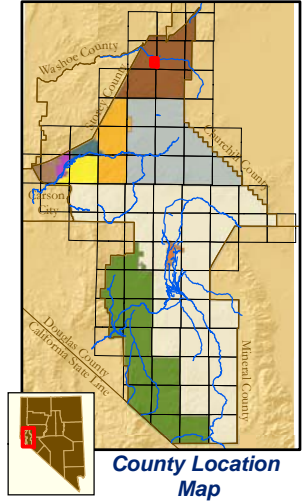 Washoe County
Storey County
Churchill County
Carson
City
Douglas County
California State Line
Mineral County
County Location
Map